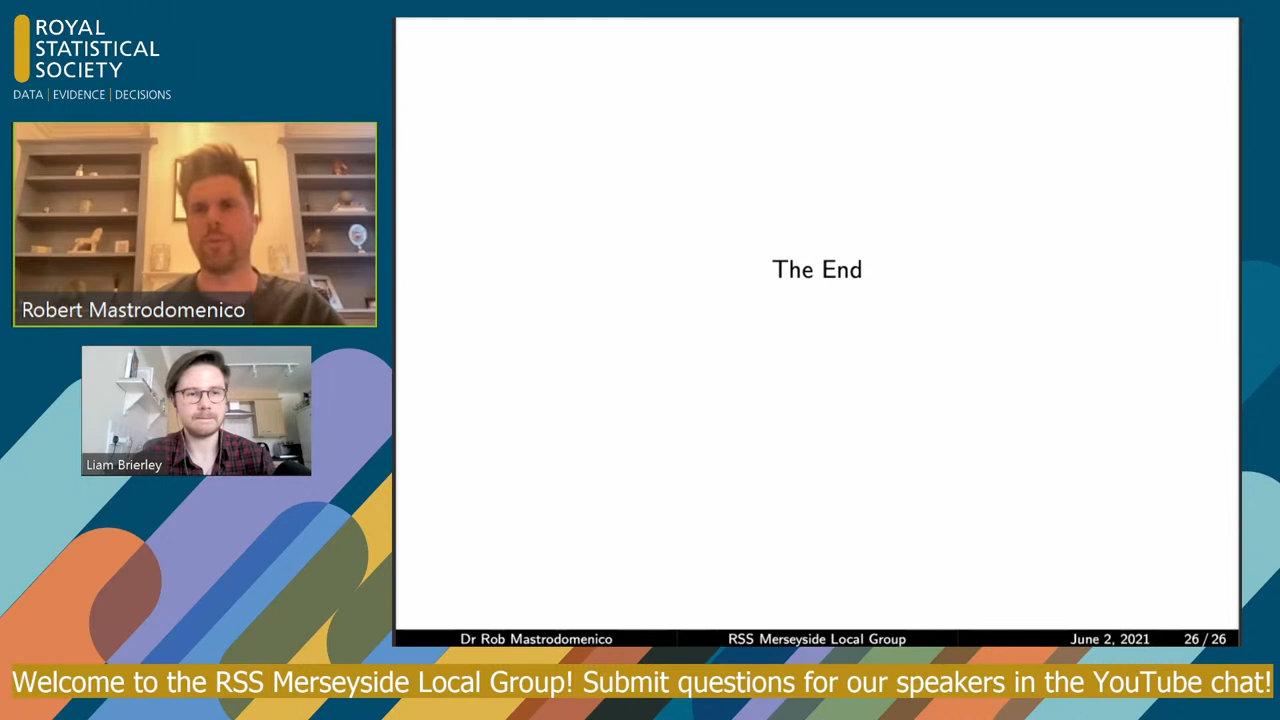 ROYAL
STATISTICAL
SOCIETY
DATA | EVIDENCE | DECISIONS
Robert Mastrodomenico
Liam Brierley
The End
Dr Rob Mastrodomenico RSS Merseyside Local Group June 2, 2021 26 / 26
Welcome to the RSS Merseyside Local Group! Submit questions for our speakers in the YouTube chat!